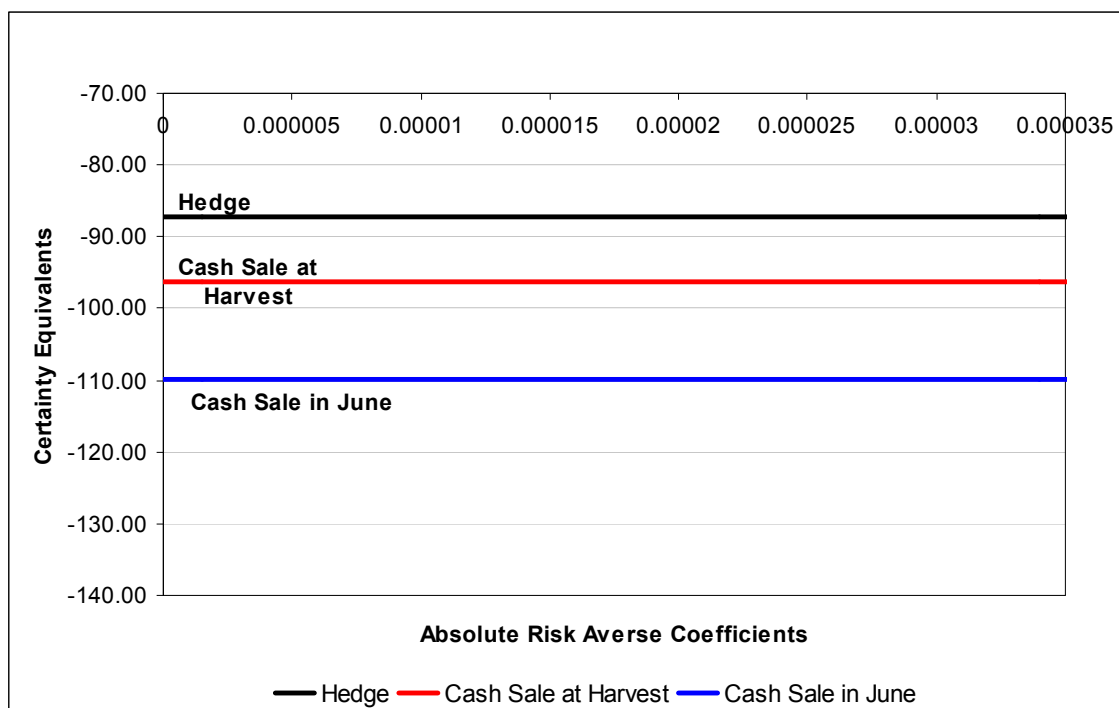 -70.00
0 0.000005 0.00001 0.000015 0.00002 0.000025 0.00003 0.000035
-80.00
Hedge
-90.00
Cash Sale at
Harvest
-100.00
-110.00
Cash Sale in June
-120.00
-130.00
-140.00
Certainty Equivalents
Absolute Risk Averse Coefficients
Hedge Cash Sale at Harvest Cash Sale in June